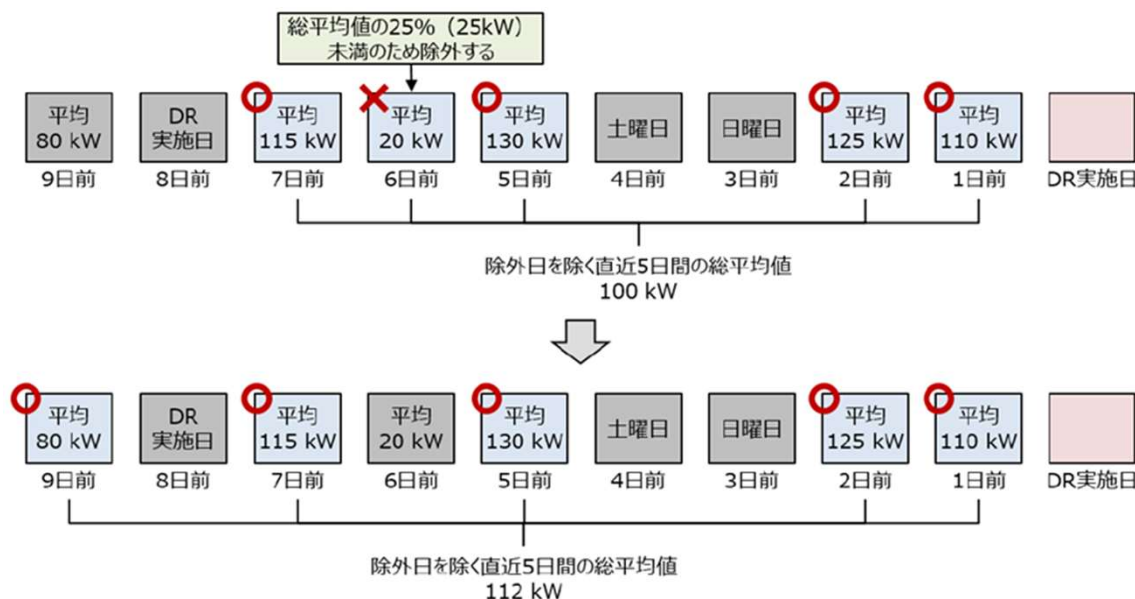 総平均値の25%（25kW）
未満のため除外する
平均
80 kW
DR
実施日
平均
115 kW
平均
20 kW
平均
130 kW
土曜日
日曜日
平均
125 kW
平均
110 kW
9日前
8日前
7日前
6日前
5日前
4日前
3日前
2日前
1日前
DR実施日
除外日を除く直近5日間の総平均値
100 kW
平均
80 kW
DR
実施日
平均
115 kW
平均
20 kW
平均
130 kW
土曜日
日曜日
平均
125 kW
平均
110 kW
9日前
8日前
7日前
6日前
5日前
4日前
3日前
2日前
1日前
DR実施日
除外日を除く直近5日間の総平均値
112 kW